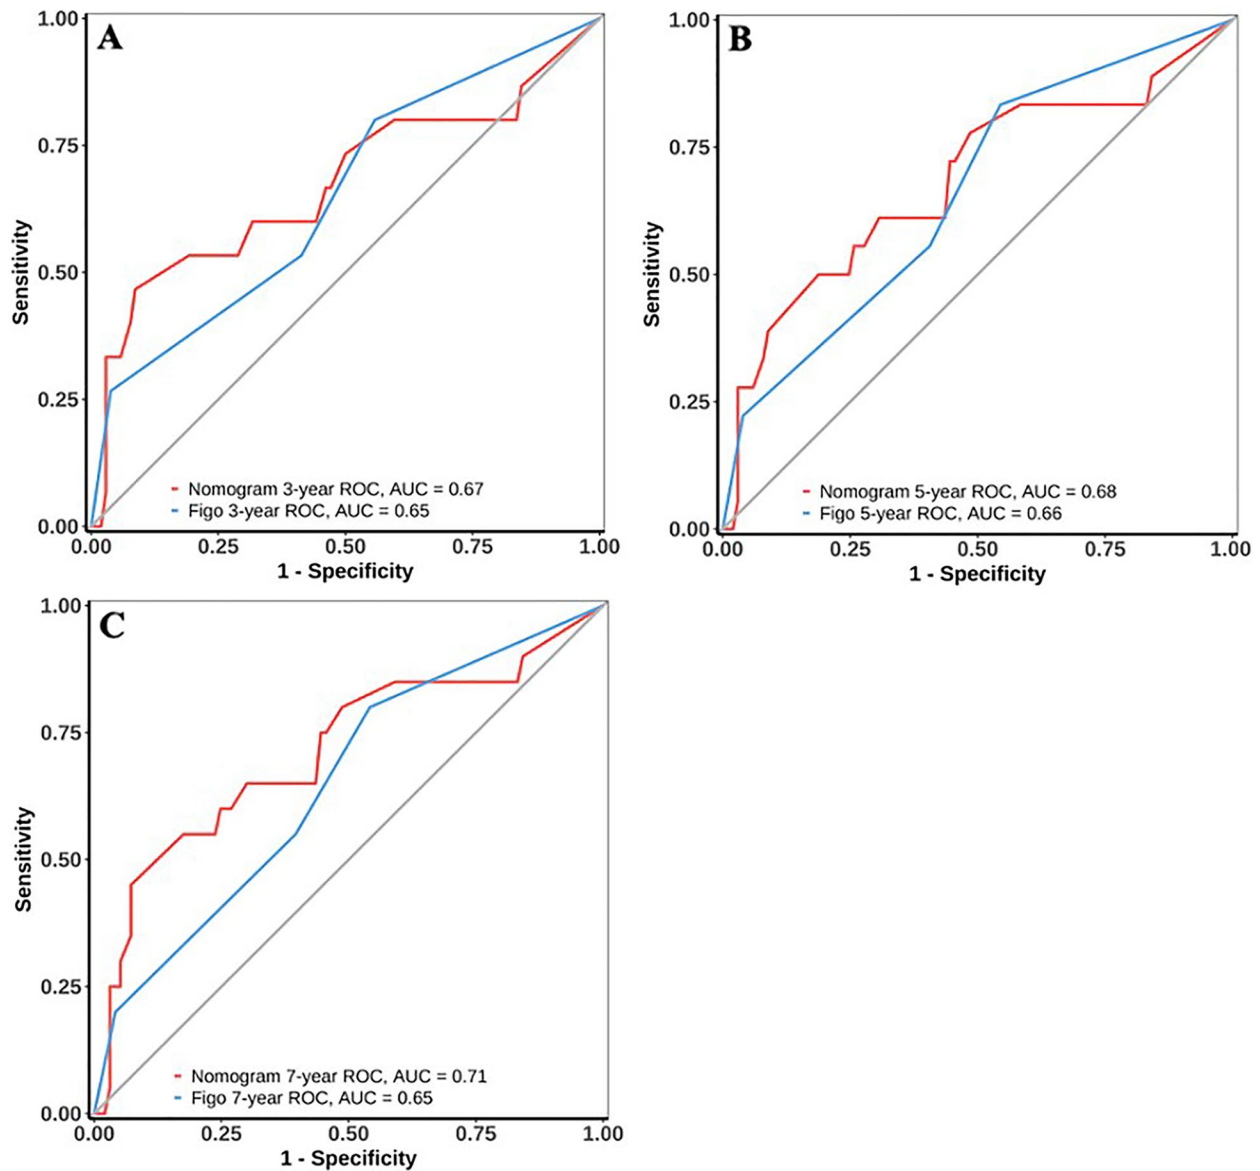 A
1.00
0.75
0.50
0.25
0.00
Sensitivity
Nomogram 3-year ROC, AUC = 0.67
Figo 3-year ROC, AUC = 0.65
0.00 0.25 0.50 0.75 1.00
1 - Specificity
B
1.00
0.75
0.50
0.25
0.00
Sensitivity
Nomogram 5-year ROC, AUC = 0.68
Figo 5-year ROC, AUC = 0.66
0.00 0.25 0.50 0.75 1.00
1 - Specificity
C
1.00
0.75
0.50
0.25
0.00
Sensitivity
Nomogram 7-year ROC, AUC = 0.71
Figo 7-year ROC, AUC = 0.65
0.00 0.25 0.50 0.75 1.00
1 - Specificity